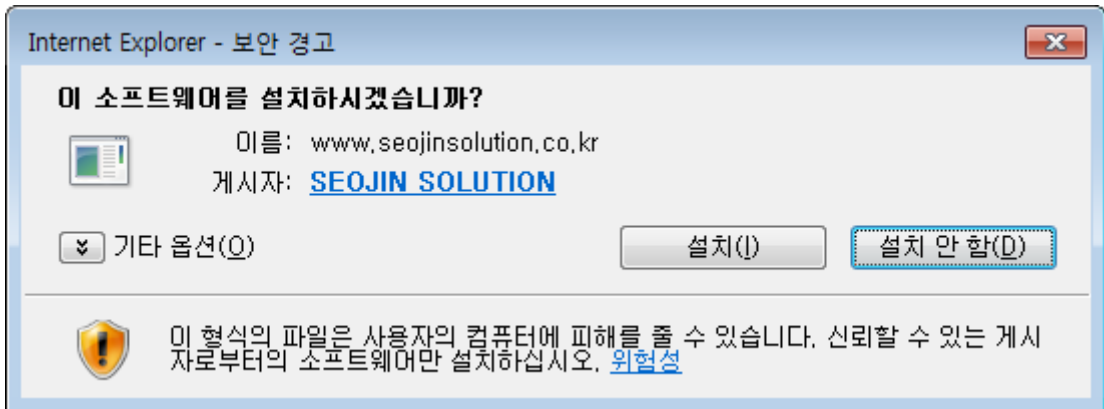 Internet Explorer - 보안 경고
이 소프트웨어를 설치하시겠습니까?
이름: www.seojinsolution.co.kr
게시자: SEOJIN SOLUTION
기타 옵션(O) 설치(I) 설치 안 함(D)
이 형식의 파일은 사용자의 컴퓨터에 피해를 줄 수 있습니다. 신뢰할 수 있는 게시
자로부터의 소프트웨어만 설치하십시오. 위험성